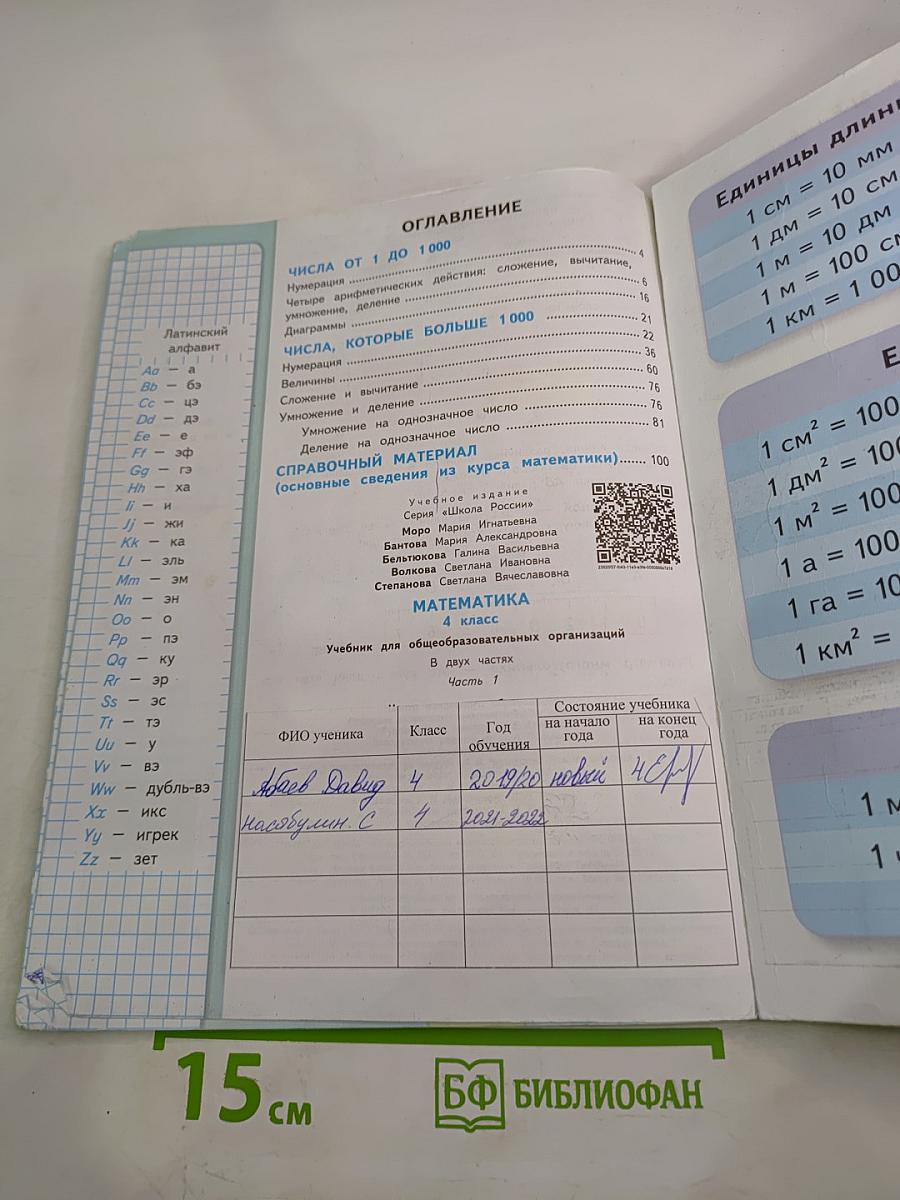 Латинский
алфавит
Aa — а
Bb — бэ
Cc — цэ
Dd — дэ
Ee — е
Ff — эф
Gg — гэ
Hh — ха
Ii — и
Jj — жи
Kk — ка
Ll — эль
Mm — эм
Nn — эн
Oo — о
Pp — пэ
Qq — ку
Rr — эр
Ss — эс
Tt — тэ
Uu — у
Vv — вэ
Ww — дубль-вэ
Xx — икс
Yy — игрек
Zz — зет
ОГЛАВЛЕНИЕ
ЧИСЛА ОТ 1 ДО 1 000
Нумерация ........ 4
Четыре арифметических действия: сложение, вычитание,
умножение, деление ........ 6
Диаграммы ........ 16
ЧИСЛА, КОТОРЫЕ БОЛЬШЕ 1 000 ........ 21
Нумерация ........ 22
Величины ........ 36
Сложение и вычитание ........ 60
Умножение и деление ........ 76
Умножение на однозначное число ........ 76
Деление на однозначное число ........ 81
СПРАВОЧНЫЙ МАТЕРИАЛ
(основные сведения из курса математики)...... 100
Учебное издание
Серия «Школа России»
Моро Мария Игнатьевна
Бантова Мария Александровна
Бельтюкова Галина Васильевна
Волкова Светлана Ивановна
Степанова Светлана Вячеславовна
МАТЕМАТИКА
4 класс
Учебник для общеобразовательных организаций
В двух частях
Часть 1
ФИО ученика Класс Год обучения Состояние учебника
на начало года на конец года
Абаев Давид 4 2019/20 новый
Насябулин. С 4 2021-2022
Единицы длины
1 см = 10 мм
1 дм = 10 см
1 м = 10 дм
1 м = 100 см
1 км = 1 00
Е
1 см² = 100
1 дм² = 100
1 м² = 100
1 а = 100
1 га = 10
1 км² =
1 м
1
15 см
БФ БИБЛИОФАН